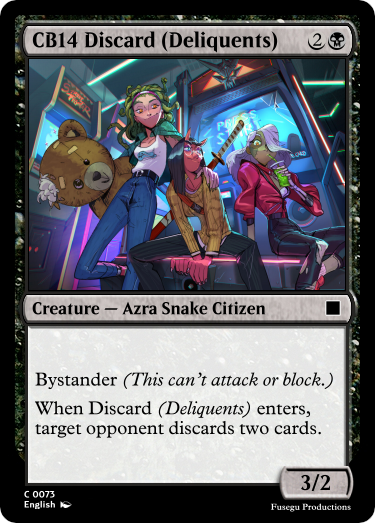 CB14 Discard (Deliquents) 2
Creature — Azra Snake Citizen
Bystander (This can't attack or block.)
When Discard (Deliquents) enters,
target opponent discards two cards.
3/2
C 0073
English
Fusegu Productions